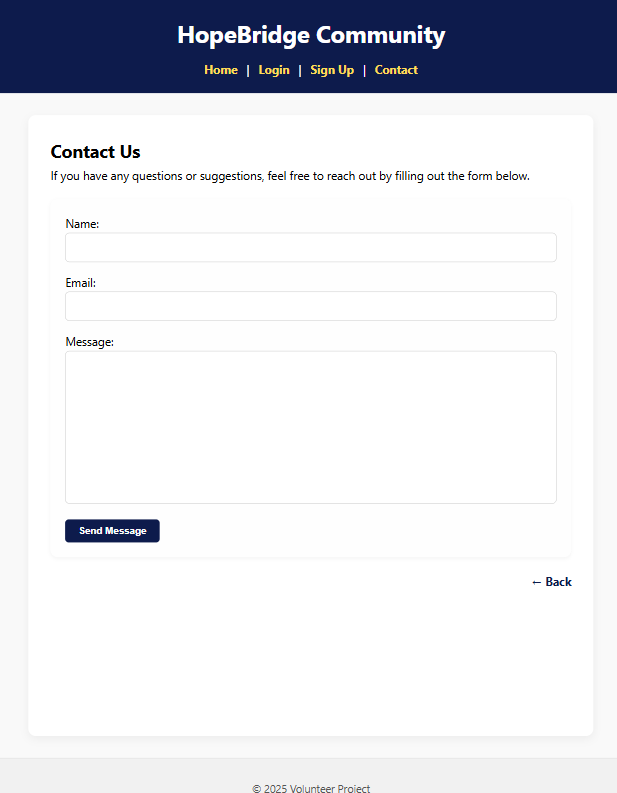 HopeBridge Community
Home | Login | Sign Up | Contact
Contact Us
If you have any questions or suggestions, feel free to reach out by filling out the form below.
Name:
Email:
Message:
Send Message
← Back
© 2025 Volunteer Project